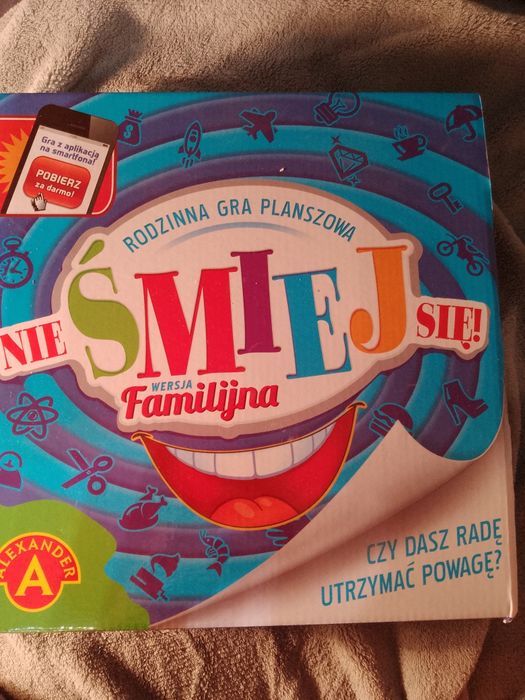 Gra z aplikacją
na smartfona!
POBIERZ
za darmo!
RODZINNA GRA PLANSZOWA
NIE ŚMIEJ SIĘ!
WERSJA
Familijna
ALEXANDER
A
CZY DASZ RADĘ
UTRZYMAĆ POWAGĘ?